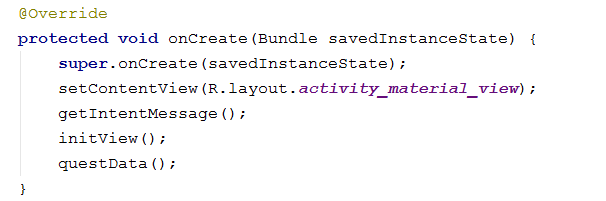 @Override
protected void onCreate(Bundle savedInstanceState) {
    super.onCreate(savedInstanceState);
    setContentView(R.layout.activity_material_view);
    getIntentMessage();
    initView();
    questData();
}